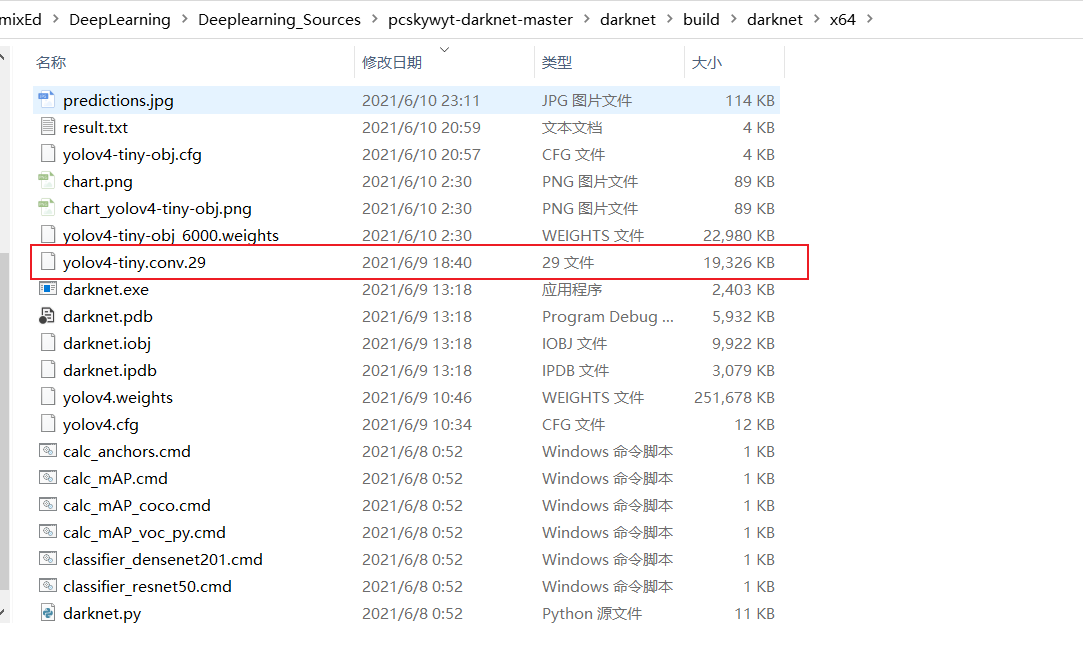 mixEd > DeepLearning > Deeplearning_Sources > pcskywyt-darknet-master > darknet > build > darknet > x64 >
名称 修改日期 类型 大小
predictions.jpg 2021/6/10 23:11 JPG 图片文件 114 KB
result.txt 2021/6/10 20:59 文本文档 4 KB
yolov4-tiny-obj.cfg 2021/6/10 20:57 CFG 文件 4 KB
chart.png 2021/6/10 2:30 PNG 图片文件 89 KB
chart_yolov4-tiny-obj.png 2021/6/10 2:30 PNG 图片文件 89 KB
yolov4-tiny-obj_6000.weights 2021/6/10 2:30 WEIGHTS 文件 22,980 KB
yolov4-tiny.conv.29 2021/6/9 18:40 29 文件 19,326 KB
darknet.exe 2021/6/9 13:18 应用程序 2,403 KB
darknet.pdb 2021/6/9 13:18 Program Debug ... 5,932 KB
darknet.iobj 2021/6/9 13:18 IOBJ 文件 9,922 KB
darknet.ipdb 2021/6/9 13:18 IPDB 文件 3,079 KB
yolov4.weights 2021/6/9 10:46 WEIGHTS 文件 251,678 KB
yolov4.cfg 2021/6/9 10:34 CFG 文件 12 KB
calc_anchors.cmd 2021/6/8 0:52 Windows 命令脚本 1 KB
calc_mAP.cmd 2021/6/8 0:52 Windows 命令脚本 1 KB
calc_mAP_coco.cmd 2021/6/8 0:52 Windows 命令脚本 1 KB
calc_mAP_voc_py.cmd 2021/6/8 0:52 Windows 命令脚本 1 KB
classifier_densenet201.cmd 2021/6/8 0:52 Windows 命令脚本 1 KB
classifier_resnet50.cmd 2021/6/8 0:52 Windows 命令脚本 1 KB
darknet.py 2021/6/8 0:52 Python 源文件 11 KB